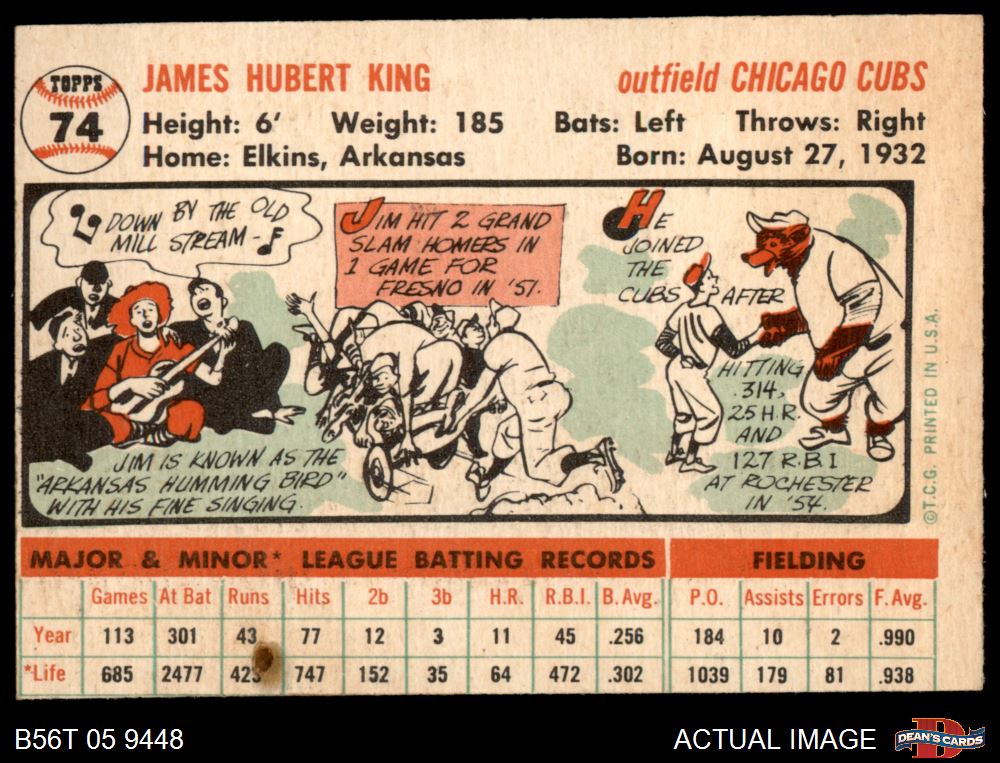 TOPPS
74
JAMES HUBERT KING
outfield CHICAGO CUBS
Height: 6' Weight: 185 Bats: Left Throws: Right
Home: Elkins, Arkansas Born: August 27, 1932
DOWN BY THE OLD
MILL STREAM-
JIM IS KNOWN AS THE
"ARKANSAS HUMMING BIRD"
WITH HIS FINE SINGING.
JIM HIT 2 GRAND
SLAM HOMERS IN
1 GAME FOR
FRESNO IN '51.
HE
JOINED
THE
CUBS AFTER
HITTING
.314,
25 H.R.
AND
127 R.B.I
AT ROCHESTER
IN '54.
©T.C.G. PRINTED IN U.S.A.
MAJOR & MINOR* LEAGUE BATTING RECORDS FIELDING
Games At Bat Runs Hits 2b 3b H.R. R.B.I. B. Avg. P.O. Assists Errors F. Avg.
Year 113 301 43 77 12 3 11 45 .256 184 10 2 .990
*Life 685 2477 423 747 152 35 64 472 .302 1039 179 81 .938
B56T 05 9448
ACTUAL IMAGE
DEAN'S CARDS